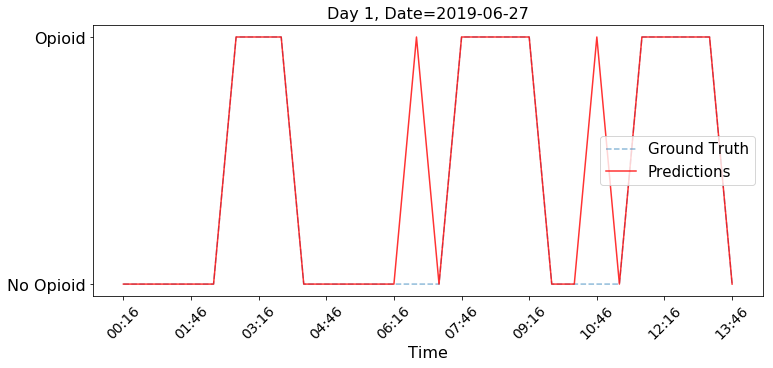 Day 1, Date=2019-06-27
Opioid
No Opioid
Ground Truth
Predictions
00:16
01:46
03:16
04:46
06:16
07:46
09:16
10:46
12:16
13:46
Time